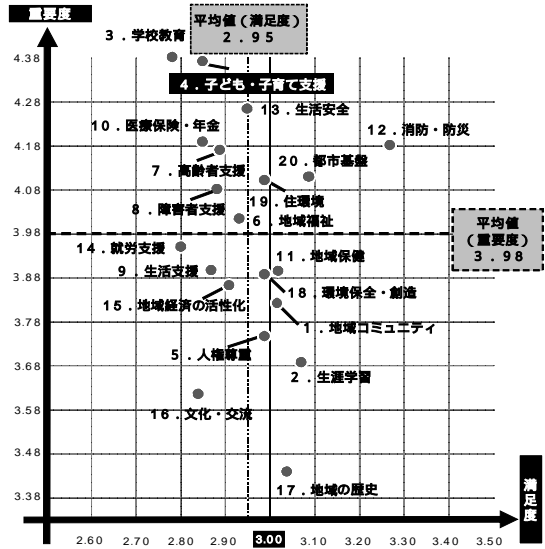 重要度
平均値（満足度）
２．９５
３．学校教育
4.38
４．子ども・子育て支援
4.28
１３．生活安全
１０．医療保険・年金
１２．消防・防災
4.18
２０．都市基盤
７．高齢者支援
4.08
１９．住環境
８．障害者支援
６．地域福祉
3.98
平均値
（重要度）
３．９８
１４．就労支援
１１．地域保健
９．生活支援
3.88
１８．環境保全・創造
１５．地域経済の活性化
3.78
１．地域コミュニティ
５．人権尊重
3.68
２．生涯学習
3.58
１６．文化・交流
3.48
１７．地域の歴史
3.38
満足度
2.60
2.70
2.80
2.90
3.00
3.10
3.20
3.30
3.40
3.50